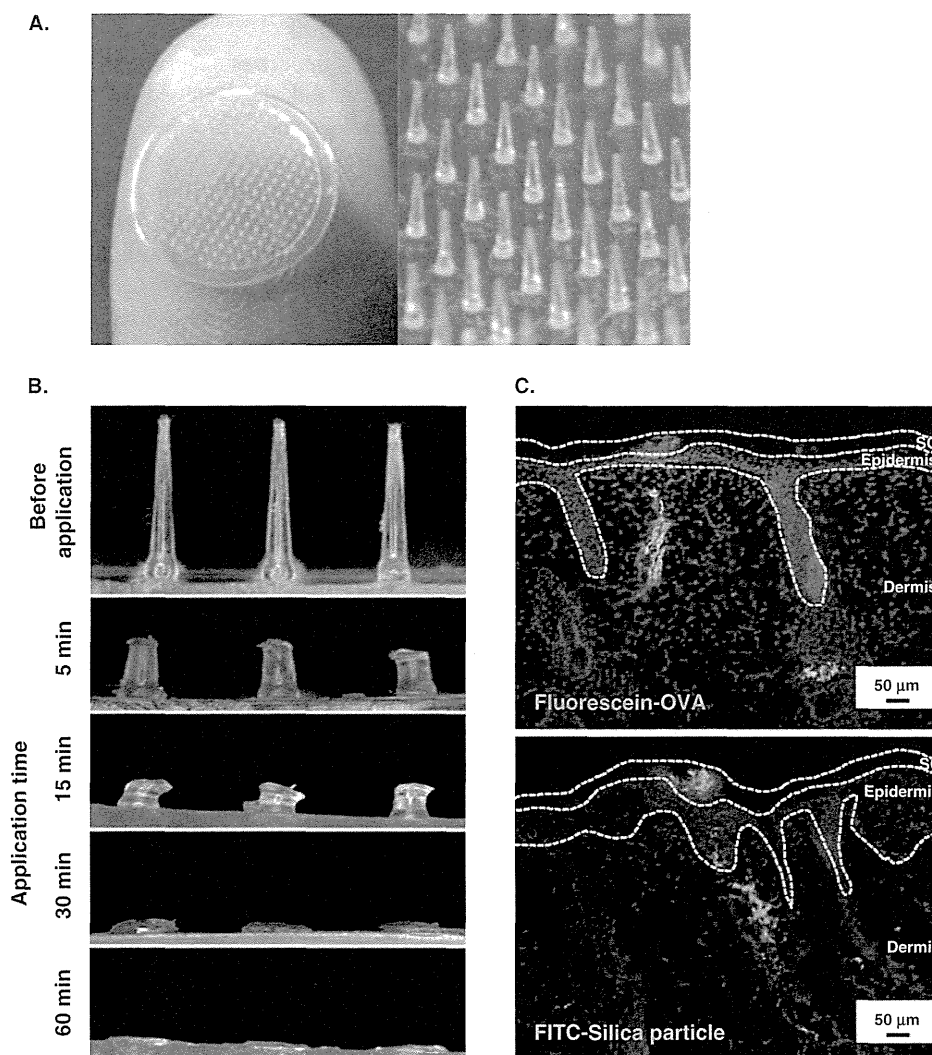 A.
B.
C.
Before
application
Application time
5 min
15 min
30 min
60 min
Epidermis
Dermis
50 µm
Fluorescein-OVA
Epidermis
50 µm
FITC-Silica particle